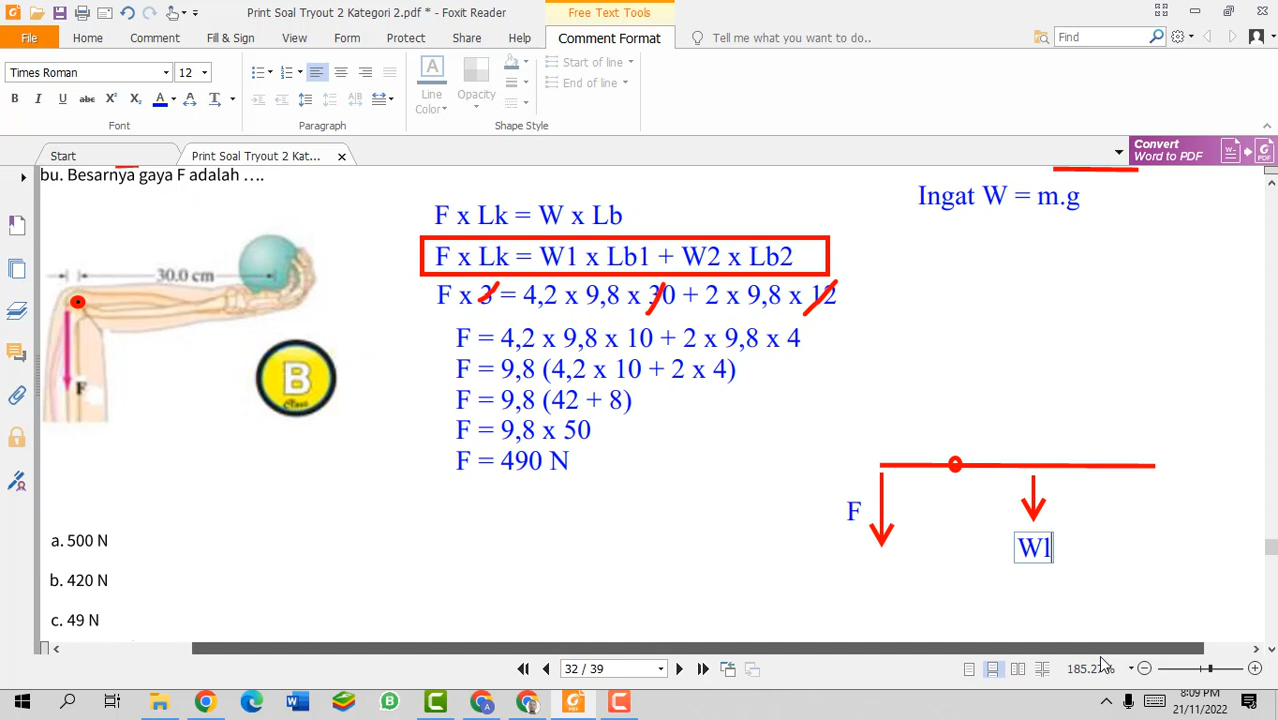 Print Soal Tryout 2 Kategori 2.pdf * - Foxit Reader
Free Text Tools
File
Home
Comment
Fill & Sign
View
Form
Protect
Share
Help
Comment Format
Tell me what you want to do..
Find
Times Roman
12
Line Color
Opacity
Start of line
End of line
Font
Paragraph
Shape Style
Start
Print Soal Tryout 2 Kat...
Convert
Word to PDF
bu. Besarnya gaya F adalah ….
Ingat W = m.g
F x Lk = W x Lb
F x Lk = W1 x Lb1 + W2 x Lb2
F x 3 = 4,2 x 9,8 x 30 + 2 x 9,8 x 12
F = 4,2 x 9,8 x 10 + 2 x 9,8 x 4
F = 9,8 (4,2 x 10 + 2 x 4)
F = 9,8 (42 + 8)
F = 9,8 x 50
F = 490 N
30.0 cm
F
B
Class
F
W1
a. 500 N
b. 420 N
c. 49 N
32 / 39
8:09 PM
21/11/2022